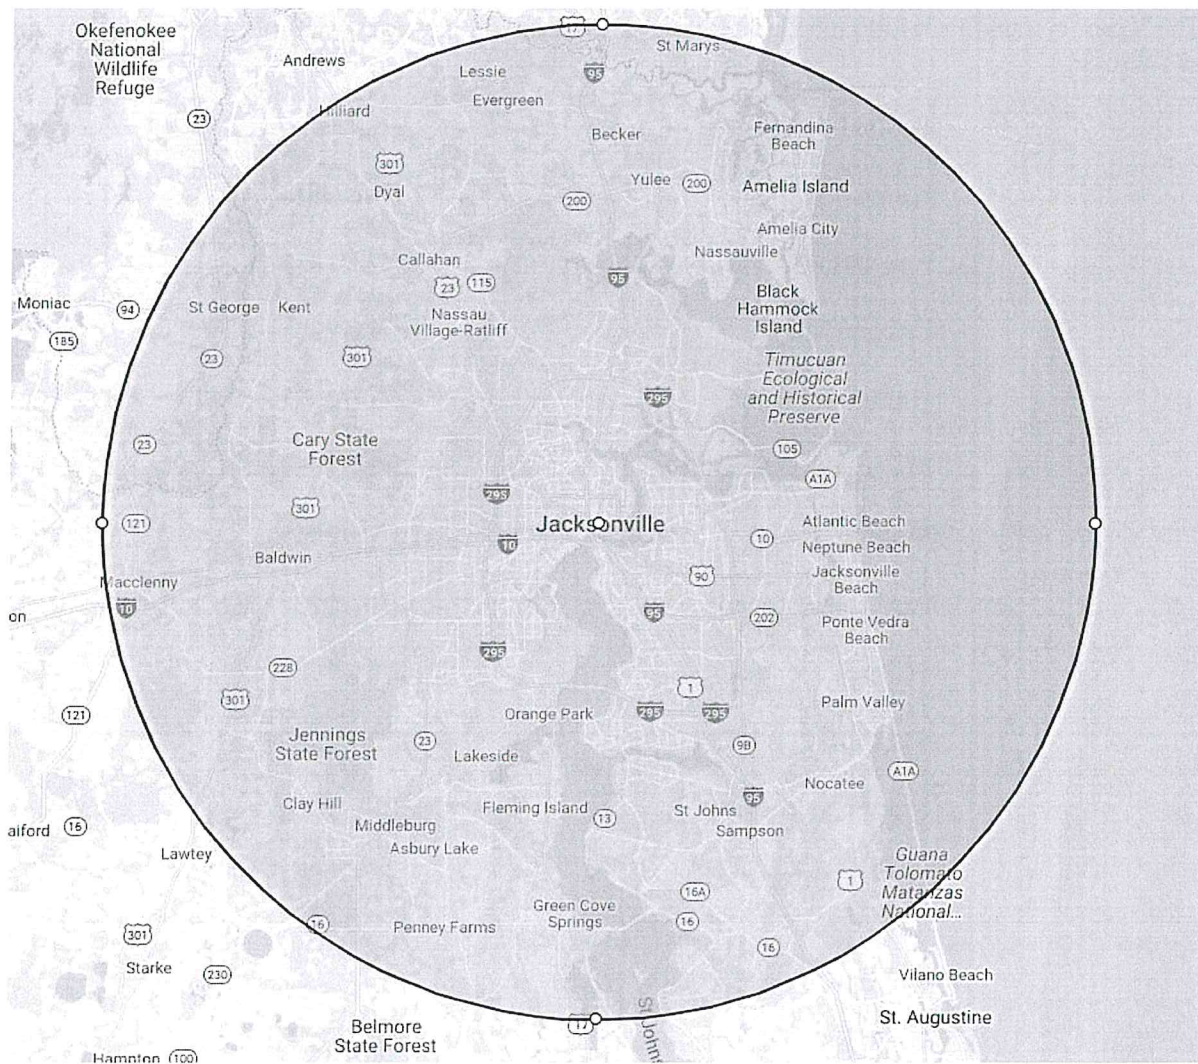 Okefenokee
National
Wildlife
Refuge
17
St Marys
Andrews
Lessie
95
Evergreen
Hilliard
23
Becker
Fernandina
Beach
301
Dyal
Yulee
200
Amelia Island
200
Amelia City
Nassauville
Callahan
95
23
115
Black
Hammock
Island
Moniac
94
St George
Kent
Nassau
Village-Ratliff
185
23
301
Timucuan
Ecological
and Historical
Preserve
295
23
Cary State
Forest
105
A1A
295
301
121
Jacksonville
Atlantic Beach
10
10
Neptune Beach
Baldwin
Macclenny
90
Jacksonville
Beach
10
on
95
202
Ponte Vedra
Beach
295
228
301
1
Palm Valley
121
Orange Park
295
295
Jennings
State Forest
23
9B
Lakeside
A1A
Nocatee
95
Clay Hill
Fleming Island
St Johns
13
aiford
16
Middleburg
Sampson
Asbury Lake
Lawtey
Guana
Tolomato
Matanzas
National...
1
16A
Green Cove
Springs
16
16
Penney Farms
301
16
Starke
230
Vilano Beach
17
St Johns
St. Augustine
Belmore
State Forest
Hampton
100